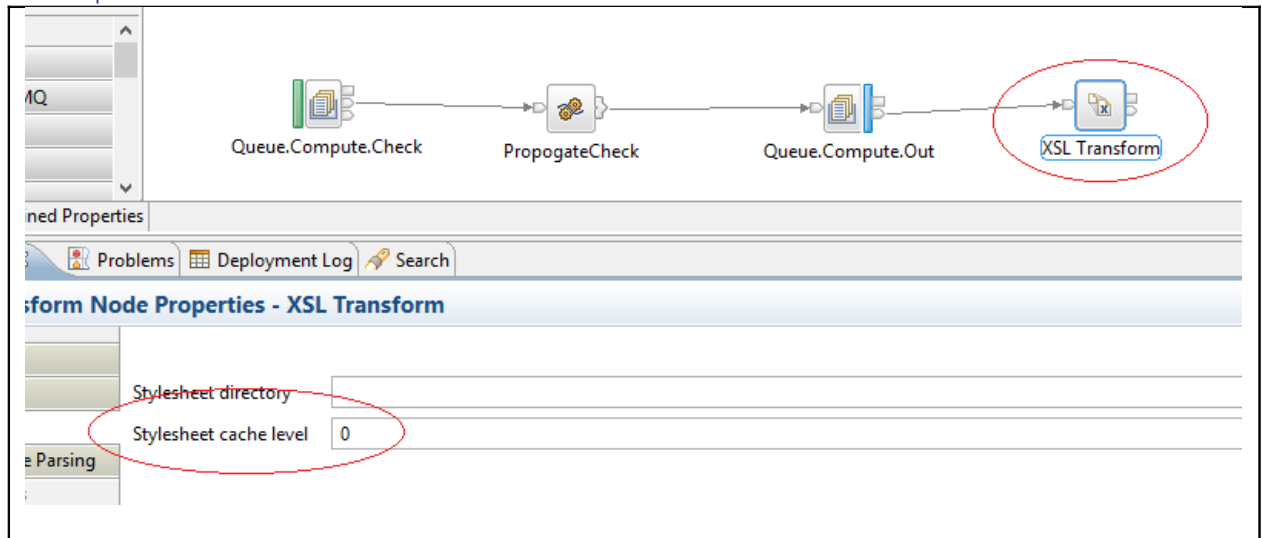 MQ
Queue.Compute.Check
PropogateCheck
Queue.Compute.Out
XSL Transform
ined Properties
Problems
Deployment Log
Search
sform Node Properties - XSL Transform
Stylesheet directory
Stylesheet cache level
0
e Parsing